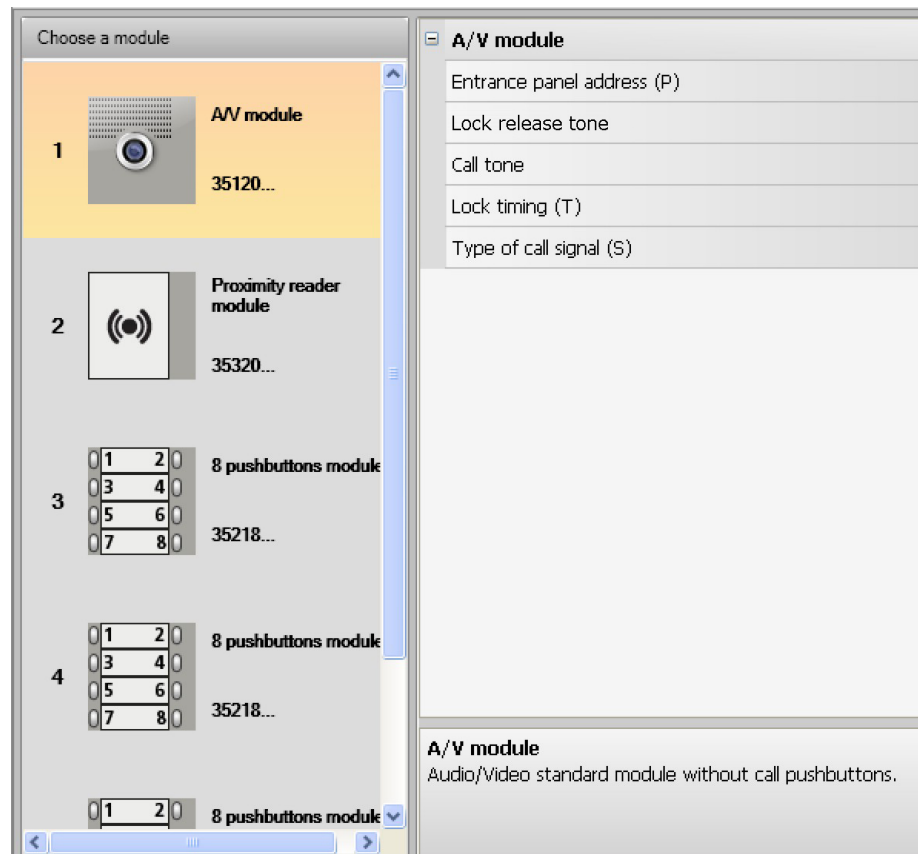 Choose a module
1
A/V module
35120...
2
Proximity reader
module
35320...
3
1 2
3 4
5 6
7 8
8 pushbuttons module
35218...
4
1 2
3 4
5 6
7 8
8 pushbuttons module
35218...
1 2
8 pushbuttons module
A/V module
Entrance panel address (P)
Lock release tone
Call tone
Lock timing (T)
Type of call signal (S)
A/V module
Audio/Video standard module without call pushbuttons.